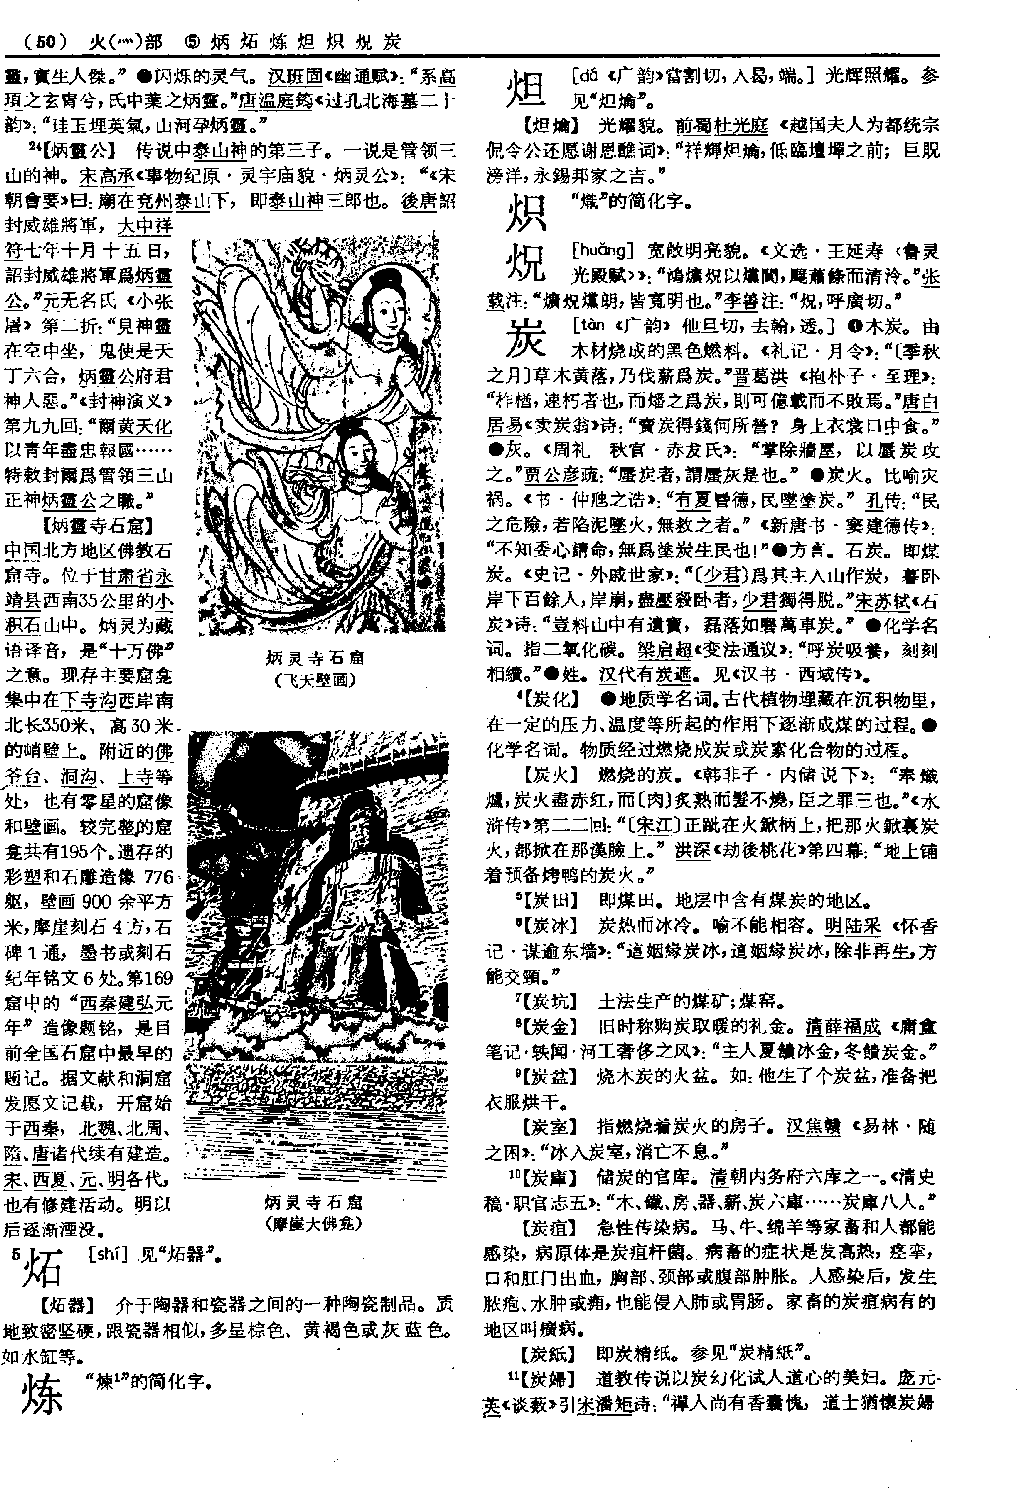 (50) 火(灬)部 ⑤炳炻炼炟炽炾炭
靈,實生人傑。”●闪烁的灵气。汉班固《幽通赋》:“系高
頊之玄胄兮,氏中葉之炳靈。”唐温庭筠《过孔北海墓二十
韵》:“珪玉埋英氣,山河孕炳靈。”
24【炳靈公】 传说中泰山神的第三子。一说是管领三
山的神。宋高承《事物纪原·灵宇庙貌·炳灵公》:“《宋
朝會要》曰:廟在兗州泰山下,即泰山神三郎也。後唐詔
封威雄將軍,大中祥
符七年十月十五日,
詔封威雄將軍爲炳靈
公。”元无名氏《小张
屠》第二折:“見神靈
在空中坐,鬼使是天
丁六合,炳靈公府君
神人惡。”《封神演义》
第九九回:“爾黄天化
以青年盡忠報國……
特敕封爾爲管領三山
正神炳靈公之職。”
【炳靈寺石窟】
中国北方地区佛教石
窟寺。位于甘肃省永
靖县西南35公里的小
积石山中。炳灵为藏
语译音,是“十万佛”
之意。现存主要窟龛
集中在下寺沟西岸南
北长350米,高30米
的峭壁上。附近的佛
爷台、洞沟、上寺等
处,也有零星的窟像
和壁画。较完整的窟
龛共有195个。遗存的
彩塑和石雕造像776
躯,壁画900余平方
米,摩崖刻石4方,石
碑1通,墨书或刻石
纪年铭文6处。第169
窟中的“西秦建弘元
年”造像题铭,是目
前全国石窟中最早的
题记。据文献和洞窟
发愿文记载,开窟始
于西秦,北魏、北周、
隋、唐诸代续有建造。
宋、西夏、元、明各代,
也有修建活动。明以
后逐渐湮没。
炳灵寺石窟
(飞天壁画)
炳灵寺石窟
(摩崖大佛龛)
5炻 [shí] 见“炻器”。
【炻器】 介于陶器和瓷器之间的一种陶瓷制品。质
地致密坚硬,跟瓷器相似,多呈棕色、黄褐色或灰蓝色。
如水缸等。
炼 “煉1”的简化字。
炟 [dá《广韵》當割切,入曷,端。] 光辉照耀。参
见“炟爚”。
【炟爚】 光耀貌。前蜀杜光庭《越国夫人为都统宗
侃令公还愿谢恩醮词》:“祥輝炟爚,低臨壇墠之前;巨貺
滂洋,永錫邦家之吉。”
炽 “熾”的简化字。
炾 [huǎng] 宽敞明亮貌。《文选·王延寿〈鲁灵
光殿赋〉》:“鴻爌炾以爣閬,飋蕭條而清泠。”张
载注:“爌炾爣朗,皆寬明也。”李善注:“炾,呼廣切。”
炭 [tàn《广韵》他旦切,去翰,透。] ❶木炭。由
木材烧成的黑色燃料。《礼记·月令》:“〔季秋
之月〕草木黄落,乃伐薪爲炭。”晋葛洪《抱朴子·至理》:
“柞楢,速朽者也,而燔之爲炭,則可億載而不敗焉。”唐白
居易《卖炭翁》诗:“賣炭得錢何所營?身上衣裳口中食。”
●灰。《周礼 秋官·赤犮氏》:“掌除牆屋,以蜃炭攻
之。”贾公彦疏:“蜃炭者,謂蜃灰是也。”●炭火。比喻灾
祸。《书·仲虺之诰》:“有夏昏德,民墜塗炭。”孔传:“民
之危險,若陷泥墜火,無救之者。”《新唐书·窦建德传》:
“不知委心請命,無爲塗炭生民也!”●方言。石炭。即煤
炭。《史记·外戚世家》:“〔少君〕爲其主入山作炭,暮卧
岸下百餘人,岸崩,盡壓殺卧者,少君獨得脱。”宋苏轼《石
炭》诗:“豈料山中有遺寶,磊落如磬萬車炭。”●化学名
词。指二氧化碳。梁启超《变法通议》:“呼炭吸養,刻刻
相續。”●姓。汉代有炭遬。见《汉书·西域传》。
4【炭化】 ●地质学名词。古代植物埋藏在沉积物里,
在一定的压力、温度等所起的作用下逐渐成煤的过程。●
化学名词。物质经过燃烧成炭或炭素化合物的过程。
【炭火】 燃烧的炭。《韩非子·内储说下》:“奉熾
爐,炭火盡赤红,而〔肉〕炙熟而髮不燒,臣之罪三也。”《水
浒传》第二二回:“〔宋江〕正跐在火鍁柄上,把那火鍁裏炭
火,都掀在那漢臉上。”洪深《劫後桃花》第四幕:“地上铺
着预备烤鸭的炭火。”
5【炭田】 即煤田。地层中含有煤炭的地区。
6【炭冰】 炭热而冰冷。喻不能相容。明陆采《怀香
记·谋逾东墙》:“這姻緣炭冰,這姻緣炭冰,除非再生,方
能交頸。”
7【炭坑】 土法生产的煤矿;煤窑。
8【炭金】 旧时称购炭取暖的礼金。清薛福成《庸盦
笔记·轶闻·河工奢侈之风》:“主人夏饋冰金,冬饋炭金。”
9【炭盆】 烧木炭的火盆。如:他生了个炭盆,准备把
衣服烘干。
【炭室】 指燃烧着炭火的房子。汉焦赣《易林·随
之困》:“冰入炭室,消亡不息。”
10【炭庫】 储炭的官库。清朝内务府六库之一。《清史
稿·职官志五》:“木、鐵、房、器、薪、炭六庫……炭庫八人。”
【炭疽】 急性传染病。马、牛、绵羊等家畜和人都能
感染,病原体是炭疽杆菌。病畜的症状是发高热,痉挛,
口和肛门出血,胸部、颈部或腹部肿胀。人感染后,发生
脓疱、水肿或痈,也能侵入肺或胃肠。家畜的炭疽病有的
地区叫癀病。
【炭紙】 即炭精纸。参见“炭精纸”。
11【炭婦】 道教传说以炭幻化试人道心的美妇。庞元
英《谈薮》引宋潘矩诗:“禪人尚有香囊愧,道士猶懷炭婦